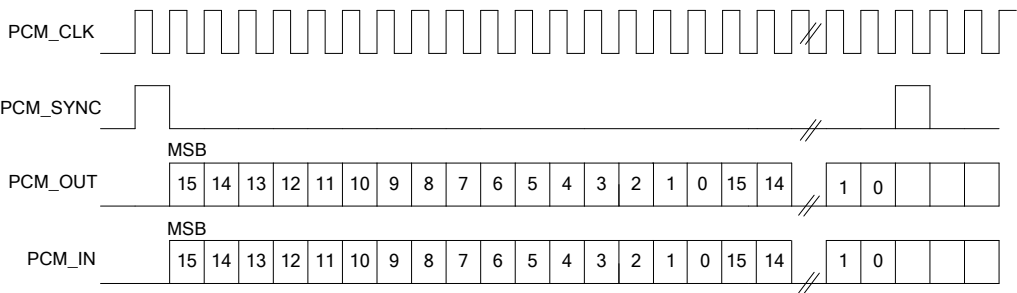 PCM_CLK
PCM_SYNC
MSB
PCM_OUT 15 14 13 12 11 10 9 8 7 6 5 4 3 2 1 0 15 14 1 0
MSB
PCM_IN 15 14 13 12 11 10 9 8 7 6 5 4 3 2 1 0 15 14 1 0